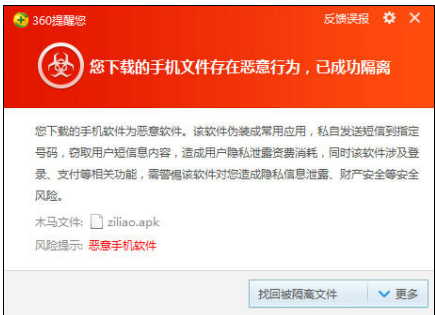 360提醒您
反馈误报
您下载的手机文件存在恶意行为，已成功隔离
您下载的手机软件为恶意软件。该软件伪装成常用应用，私自发送短信到指定
号码，窃取用户短信息内容，造成用户隐私泄露资费消耗，同时该软件涉及登
录、支付等相关功能，需警惕该软件对您造成隐私信息泄露、财产安全等安全
风险。
木马文件: ziliao.apk
风险提示: 恶意手机软件
找回被隔离文件 更多